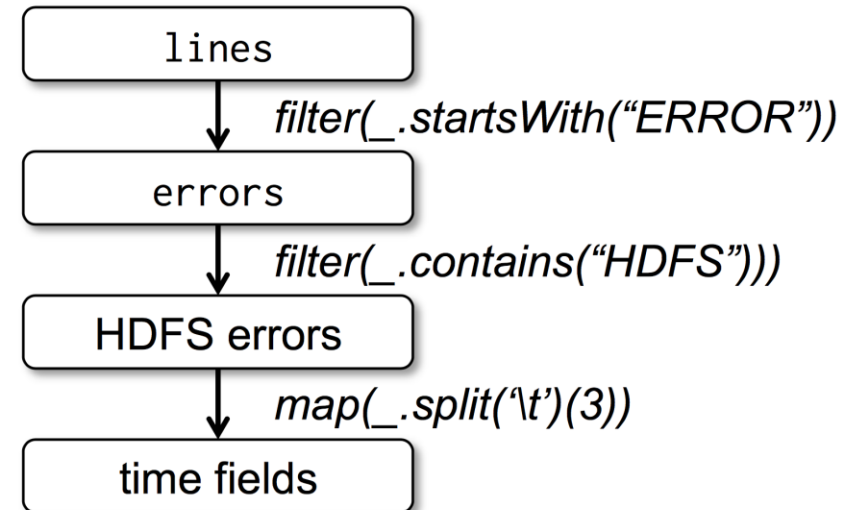 lines
filter(_.startsWith(“ERROR”))
errors
filter(_.contains(“HDFS”)))
HDFS errors
map(_.split(‘\t’)(3))
time fields